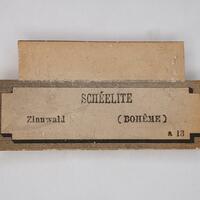 SCHÉELITE
Zinnwald (BOHÊME)
a 13